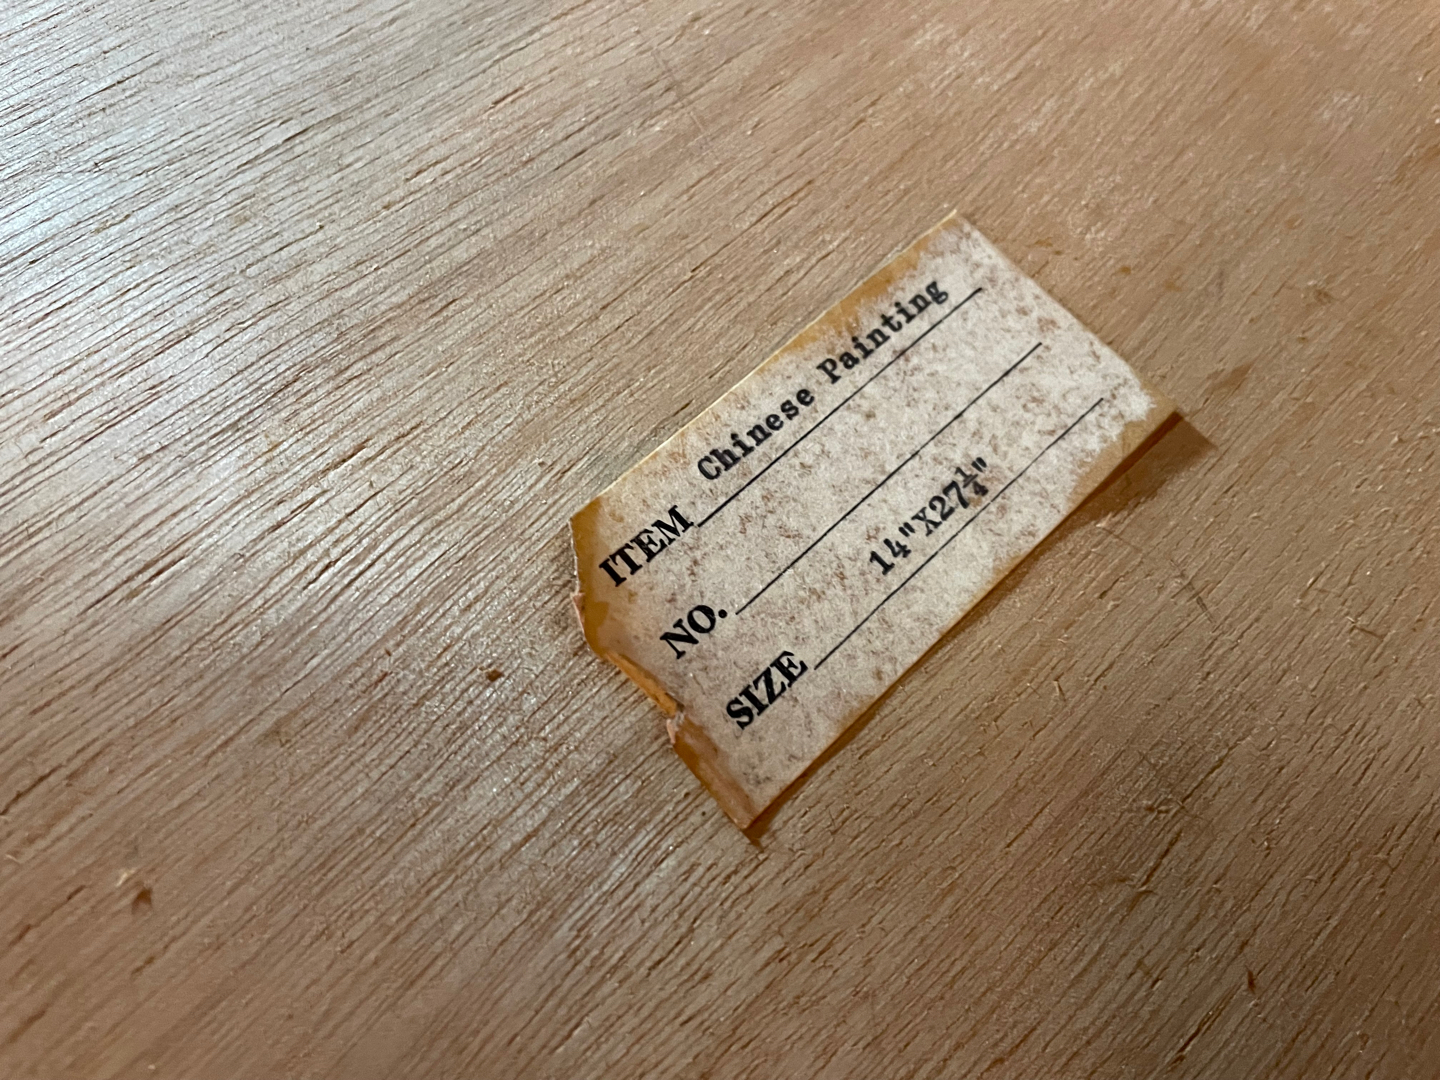 ITEM Chinese Painting
NO.
SIZE 14"X27¼"